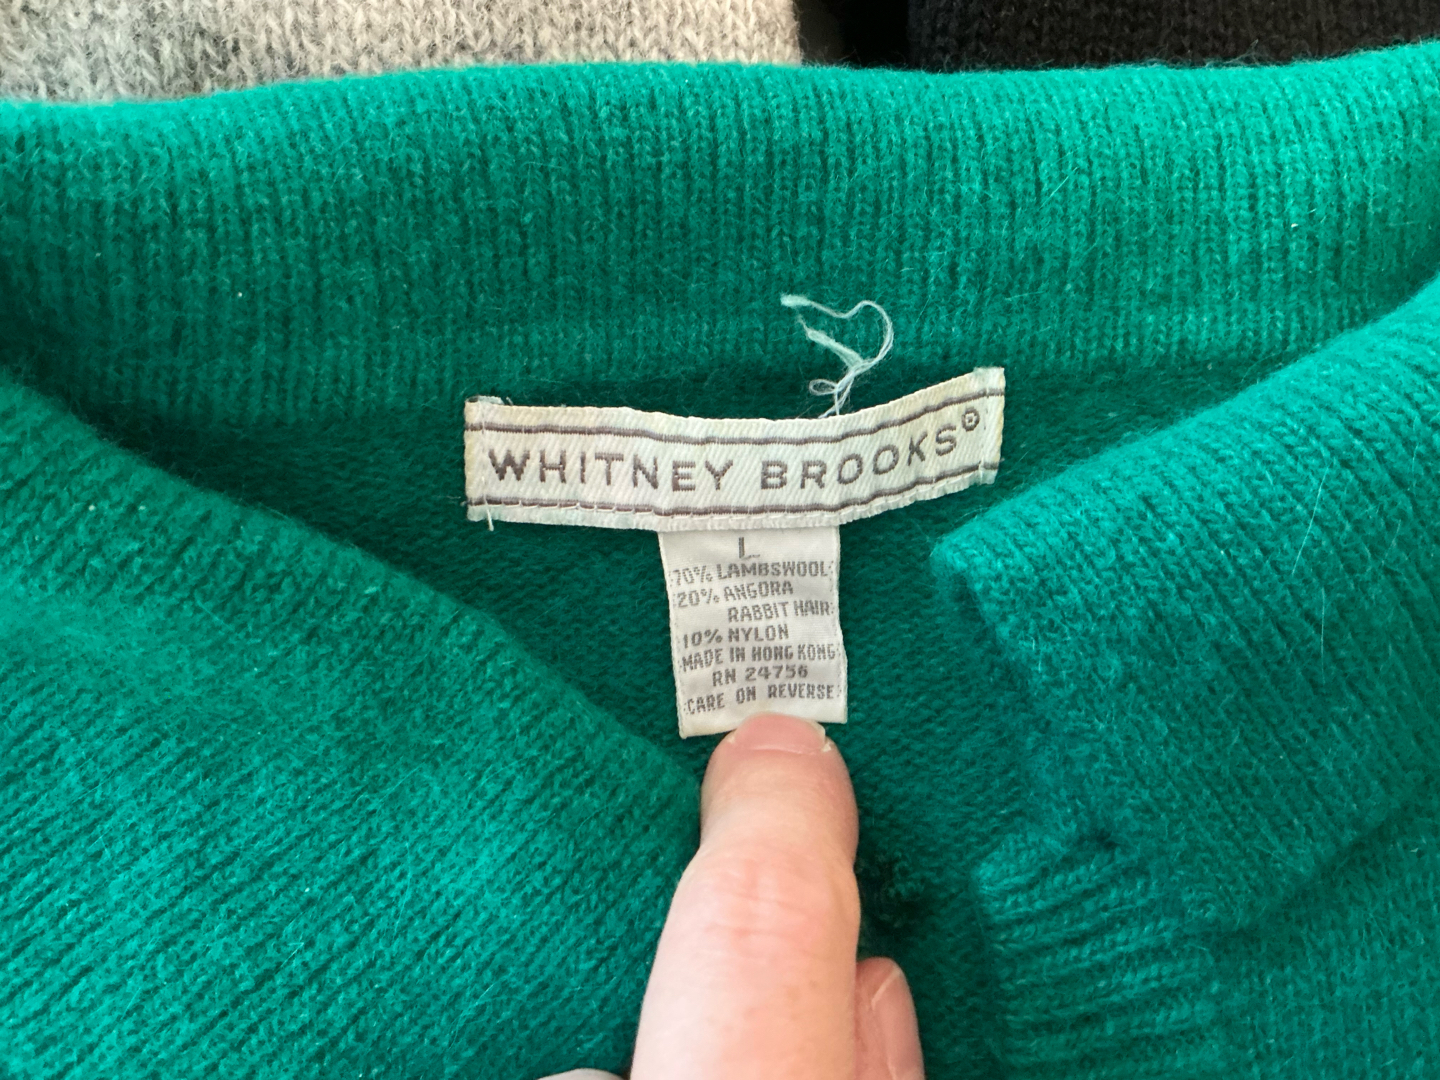 WHITNEY BROOKS®
L
70% LAMBSWOOL
20% ANGORA
RABBIT HAIR
10% NYLON
MADE IN HONG KONG
RN 24756
CARE ON REVERSE